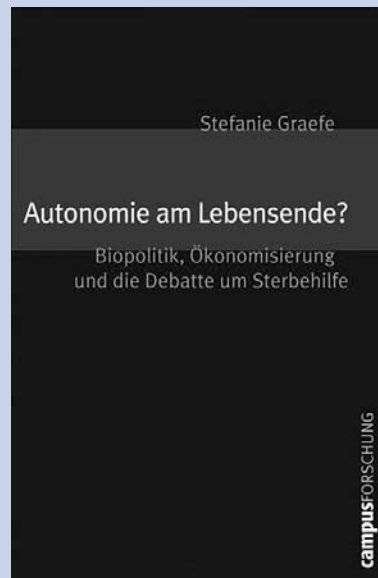 Stefanie Graefe
Autonomie am Lebensende?
Biopolitik, Ökonomisierung
und die Debatte um Sterbehilfe
campusFORSCHUNG